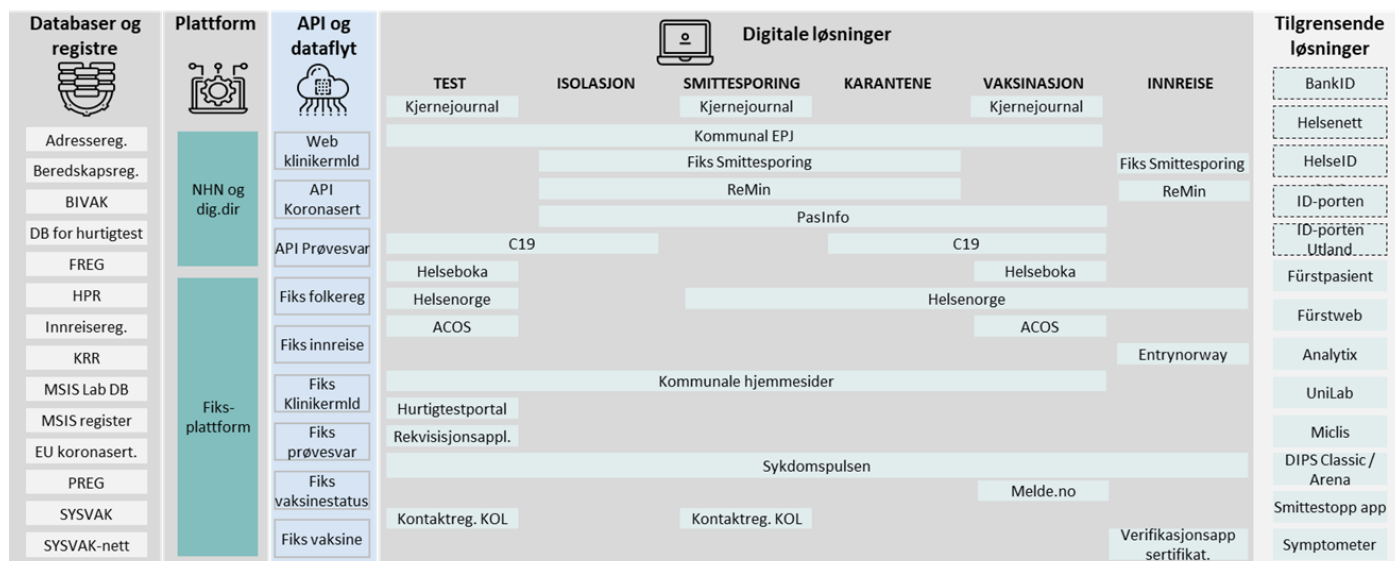 Databaser og
registre
Adressereg.
Beredskapsreg.
BIVAK
DB for hurtigtest
FREG
HPR
Innreisereg.
KRR
MSIS Lab DB
MSIS register
EU koronasert.
PREG
SYSVAK
SYSVAK-nett
Plattform
NHN og
dig.dir
Fiks-
plattform
API og
dataflyt
Web
klinikermld
API
Koronasert
API Prøvesvar
Fiks folkereg
Fiks innreise
Fiks
Klinikermld
Fiks
prøvesvar
Fiks
vaksinestatus
Fiks vaksine
Digitale løsninger
TEST ISOLASJON SMITTESPORING KARANTENE VAKSINASJON INNREISE
Kjernejournal Kjernejournal Kjernejournal
Kommunal EPJ
Fiks Smittesporing Fiks Smittesporing
ReMin ReMin
PasInfo
C19 C19
Helseboka Helseboka
Helsenorge Helsenorge
ACOS ACOS
Entrynorway
Kommunale hjemmesider
Hurtigtestportal
Rekvisisjonsappl.
Sykdomspulsen
Melde.no
Kontaktreg. KOL Kontaktreg. KOL
Verifikasjonsapp
sertifikat.
Tilgrensende
løsninger
BankID
Helsenett
HelseID
ID-porten
ID-porten
Utland
Fürstpasient
Fürstweb
Analytix
UniLab
Miclis
DIPS Classic /
Arena
Smittestopp app
Symptometer